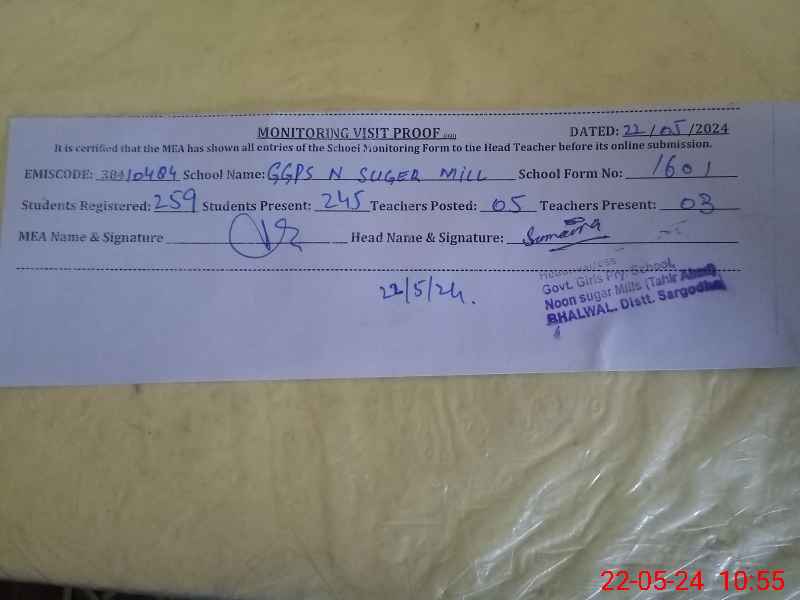 MONITORING VISIT PROOF DATED: 22/05/2024
It is certified that the MEA has shown all entries of the School Monitoring Form to the Head Teacher before its online submission.
EMISCODE: 38410484 School Name: GGPS N SUGER MILL School Form No: 1601
Students Registered: 259 Students Present: 245 Teachers Posted: 05 Teachers Present: 03
MEA Name & Signature Head Name & Signature: Sumaira
22/5/24.
Headmistress
Govt. Girls Pry. School,
Noon sugar Mills (Tahir Abad)
BHALWAL. Distt. Sargodha
22-05-24 10:55